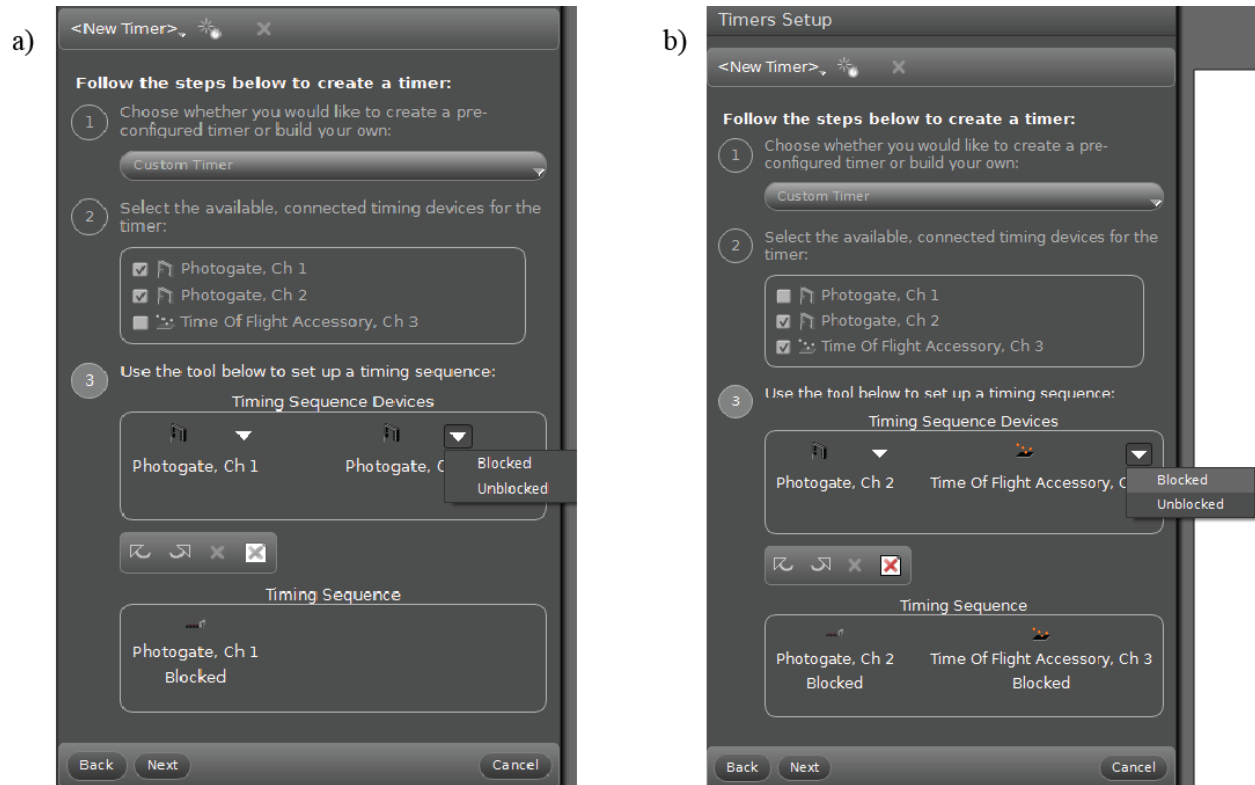 a)
<New Timer>
Follow the steps below to create a timer:
1
Choose whether you would like to create a pre-
configured timer or build your own:
Custom Timer
2
Select the available, connected timing devices for the
timer:
Photogate, Ch 1
Photogate, Ch 2
Time Of Flight Accessory, Ch 3
3
Use the tool below to set up a timing sequence:
Timing Sequence Devices
Photogate, Ch 1
Photogate, C
Blocked
Unblocked
Timing Sequence
Photogate, Ch 1
Blocked
Back
Next
Cancel
b)
Timers Setup
<New Timer>
Follow the steps below to create a timer:
1
Choose whether you would like to create a pre-
configured timer or build your own:
Custom Timer
2
Select the available, connected timing devices for the
timer:
Photogate, Ch 1
Photogate, Ch 2
Time Of Flight Accessory, Ch 3
3
Use the tool below to set up a timing sequence:
Timing Sequence Devices
Photogate, Ch 2
Time Of Flight Accessory, C
Blocked
Unblocked
Timing Sequence
Photogate, Ch 2
Blocked
Time Of Flight Accessory, Ch 3
Blocked
Back
Next
Cancel